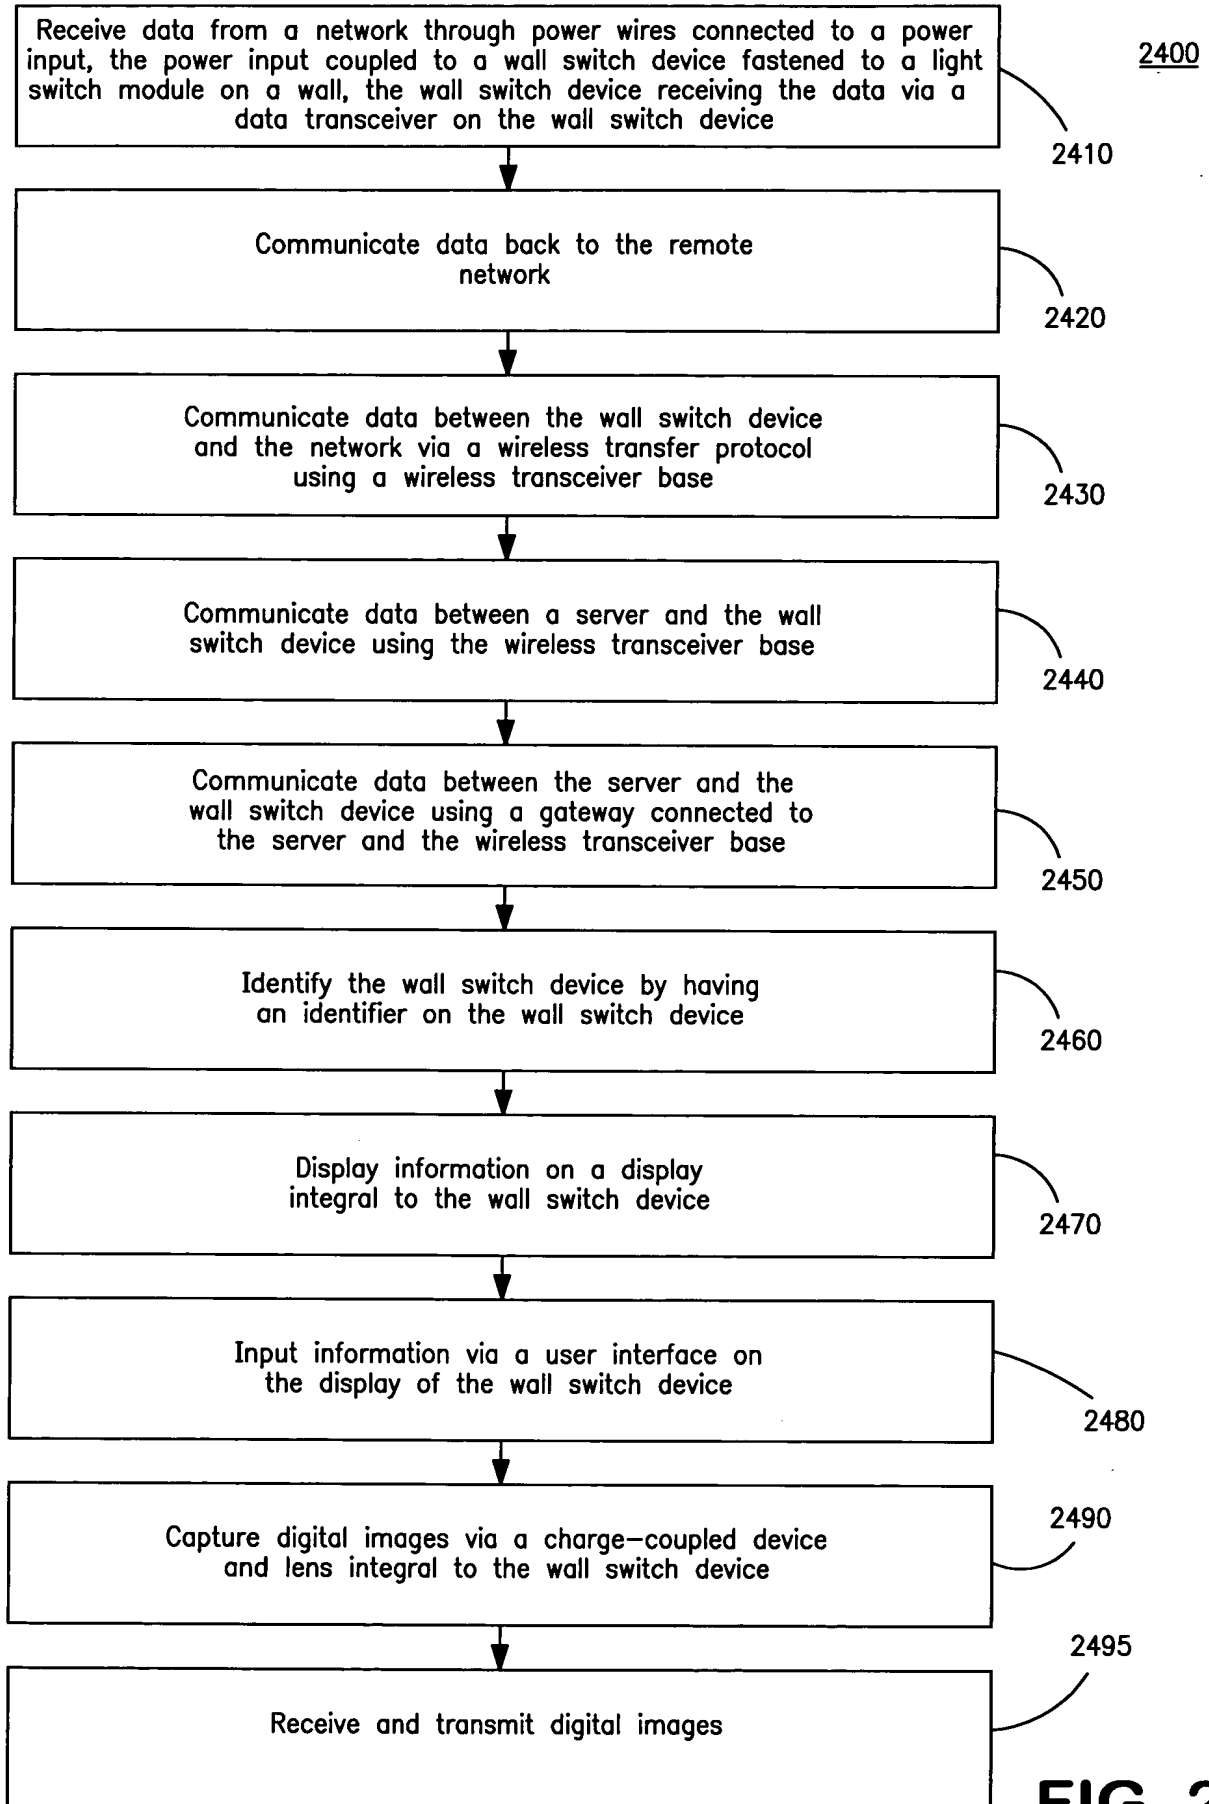 Receive data from a network through power wires connected to a power
input, the power input coupled to a wall switch device fastened to a light
switch module on a wall, the wall switch device receiving the data via a
data transceiver on the wall switch device
2400
2410
Communicate data back to the remote
network
2420
Communicate data between the wall switch device
and the network via a wireless transfer protocol
using a wireless transceiver base
2430
Communicate data between a server and the wall
switch device using the wireless transceiver base
2440
Communicate data between the server and the
wall switch device using a gateway connected to
the server and the wireless transceiver base
2450
Identify the wall switch device by having
an identifier on the wall switch device
2460
Display information on a display
integral to the wall switch device
2470
Input information via a user interface on
the display of the wall switch device
2480
Capture digital images via a charge-coupled device
and lens integral to the wall switch device
2490
Receive and transmit digital images
2495
FIG. 2